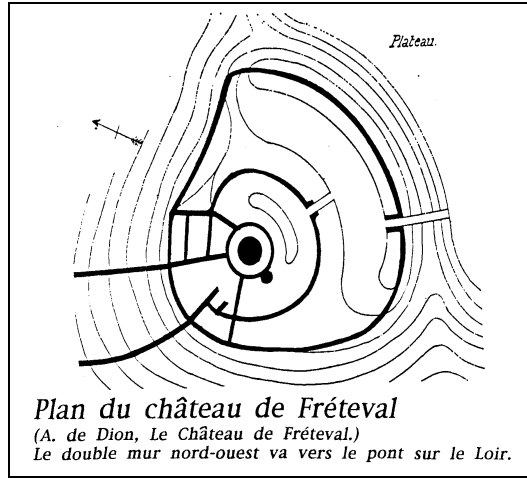 Plateau.
Plan du château de Fréteval
(A. de Dion, Le Château de Fréteval.)
Le double mur nord-ouest va vers le pont sur le Loir.